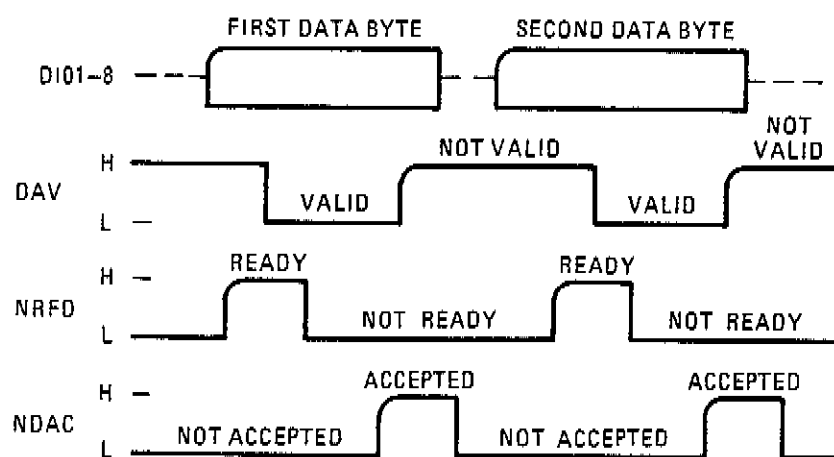 FIRST DATA BYTE SECOND DATA BYTE
DI01-8
NOT
VALID
H NOT VALID
DAV
L VALID VALID
H READY READY
NRFD
L NOT READY NOT READY
H ACCEPTED ACCEPTED
NDAC
L NOT ACCEPTED NOT ACCEPTED